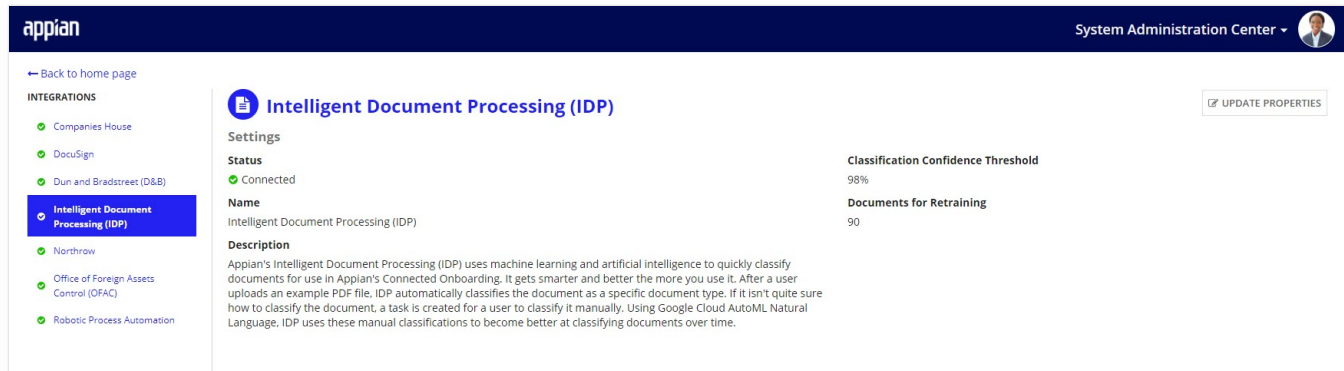 appian
System Administration Center
Back to home page
INTEGRATIONS
Companies House
DocuSign
Dun and Bradstreet (D&B)
Intelligent Document
Processing (IDP)
Northrow
Office of Foreign Assets
Control (OFAC)
Robotic Process Automation
Intelligent Document Processing (IDP)
UPDATE PROPERTIES
Settings
Status
Connected
Name
Intelligent Document Processing (IDP)
Description
Appian's Intelligent Document Processing (IDP) uses machine learning and artificial intelligence to quickly classify
documents for use in Appian's Connected Onboarding. It gets smarter and better the more you use it. After a user
uploads an example PDF file, IDP automatically classifies the document as a specific document type. If it isn't quite sure
how to classify the document, a task is created for a user to classify it manually. Using Google Cloud AutoML Natural
Language, IDP uses these manual classifications to become better at classifying documents over time.
Classification Confidence Threshold
98%
Documents for Retraining
90